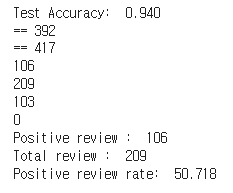 Test Accuracy:  0.940
== 392
== 417
106
209
103
0
Positive review :  106
Total review :  209
Positive review rate:  50.718